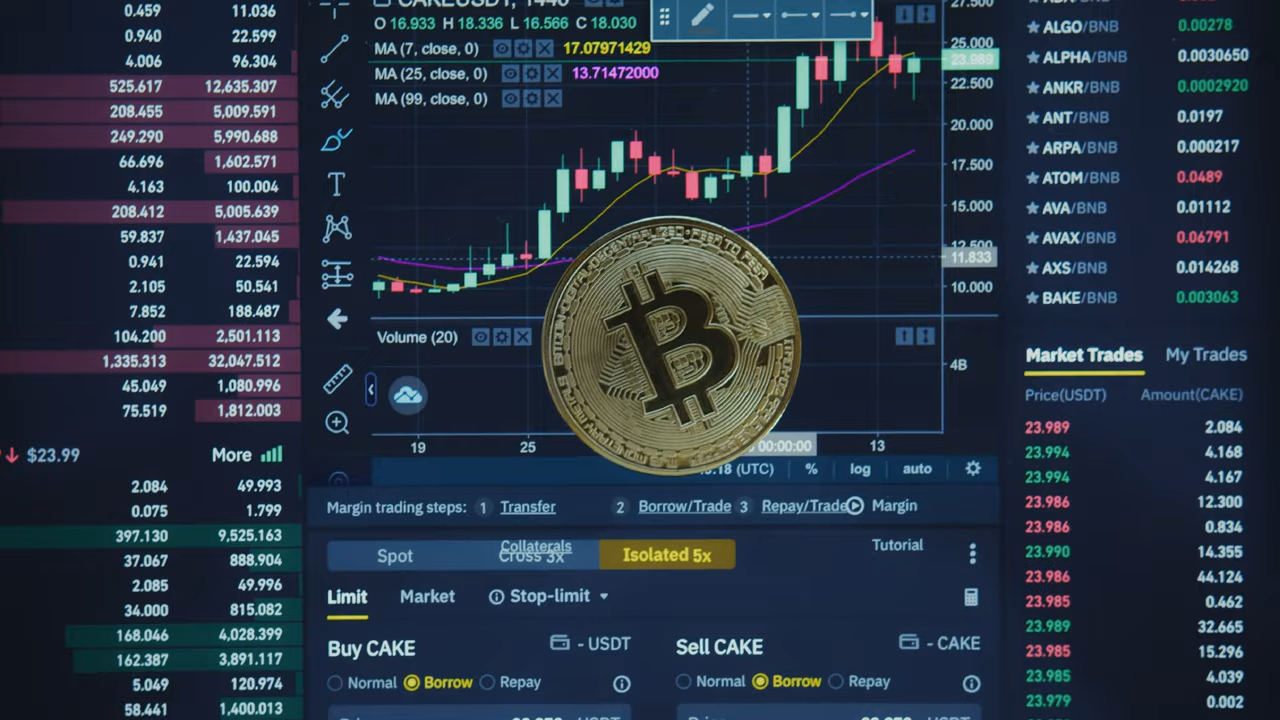 0.459 11.036
0.940 22.599
4.006 96.304
525.617 12,635.307
208.455 5,009.591
249.290 5,990.688
66.696 1,602.571
4.163 100.004
208.412 5,005.639
59.837 1,437.045
0.941 22.594
2.105 50.541
7.852 188.487
104.200 2,501.113
1,335.313 32,047.512
45.049 1,080.996
75.519 1,812.003
$23.99 More
2.084 49.993
0.075 1.799
397.130 9,525.163
37.067 888.904
2.085 49.996
34.000 815.082
168.046 4,028.399
162.387 3,891.117
5.049 120.974
58.441 1,400.013
CAKEUSDT, 1440
O 16.933 H 18.336 L 16.566 C 18.030
MA (7, close, 0) 17.07971429
MA (25, close, 0) 13.71472000
MA (99, close, 0)
27.500
25.000
23.989
22.500
20.000
17.500
15.000
12.500
11.833
10.000
Volume (20)
4B
DECENTRALIZED • PEER TO PEER
B
19 25 00:00:00 13
(UTC) % log auto
Margin trading steps: 1 Transfer 2 Borrow/Trade 3 Repay/Trade Margin
Collaterals Tutorial
Spot Cross 3x Isolated 5x
Limit Market Stop-limit
Buy CAKE - USDT
Normal Borrow Repay
Sell CAKE - CAKE
Normal Borrow Repay
ALGO/BNB 0.00278
ALPHA/BNB 0.0030650
ANKR/BNB 0.0002920
ANT/BNB 0.0197
ARPA/BNB 0.000217
ATOM/BNB 0.0489
AVA/BNB 0.01112
AVAX/BNB 0.06791
AXS/BNB 0.014268
BAKE/BNB 0.003063
Market Trades My Trades
Price(USDT) Amount(CAKE)
23.989 2.084
23.994 4.168
23.994 4.167
23.986 12.300
23.986 0.834
23.990 14.355
23.986 44.124
23.985 0.462
23.989 32.665
23.985 15.296
23.985 4.039
23.979 0.002